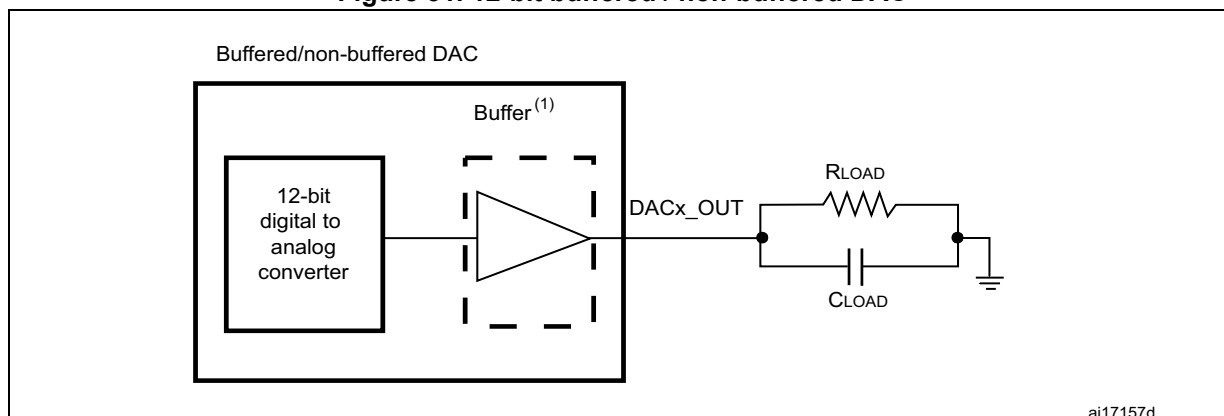 Buffered/non-buffered DAC
Buffer(1)
12-bit
digital to
analog
converter
DACx_OUT
RLOAD
CLOAD
ai17157d